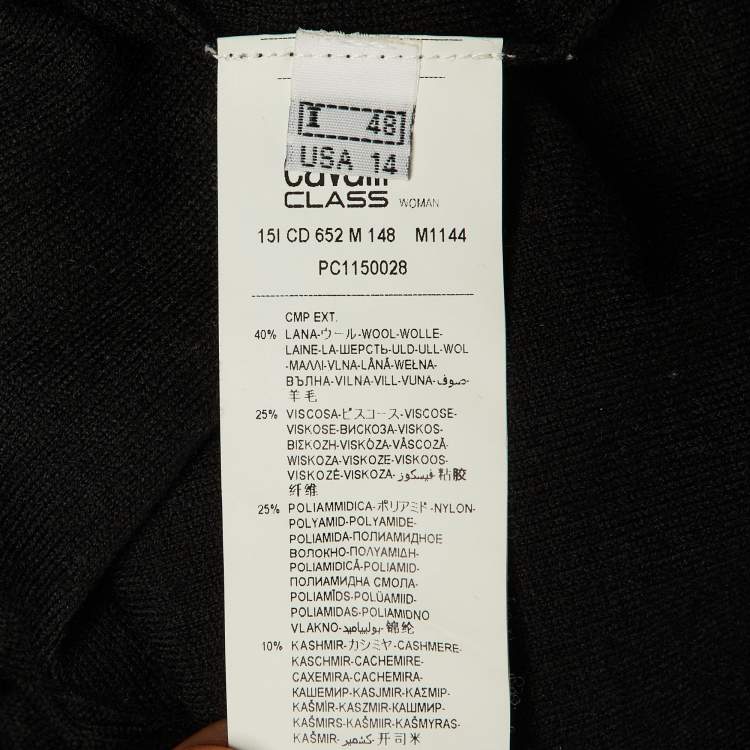 I 48
USA 14
Cavalli
CLASS WOMAN
15I CD 652 M 148 M1144
PC1150028
CMP EXT.
40% LANA-ウール-WOOL-WOLLE-
LAINE-LA-ШЕРСТЬ-ULD-ULL-WOL
-ΜΑΛΛΙ-VLNA-LÂNĂ-WEŁNA-
ВЪЛНА-VILNA-VILL-VUNA-صوف-
羊毛
25% VISCOSA-ビスコース-VISCOSE-
VISKOSE-ВИСКОЗА-VISKOS-
ΒΙΣΚΟΖΗ-VISKÓZA-VÂSCOZĂ-
WISKOZA-VISKOZE-VISKOOS-
VISKOZÉ-VISKOZA-فيسكوز 粘胶
纤维
25% POLIAMMIDICA-ポリアミド-NYLON-
POLYAMID-POLYAMIDE-
POLIAMIDA-ПОЛИАМИДНОЕ
ВОЛОКНО-ΠΟΛΥΑΜΙΔΗ-
POLIAMIDICĂ-POLIAMID-
ПОЛИАМИДНА СМОЛА-
POLIAMĪDS-POLÜAMIID-
POLIAMIDAS-POLIAMIDNO
VLAKNO-بولياميد-锦纶
10% KASHMIR-カシミヤ-CASHMERE-
KASCHMIR-CACHEMIRE-
CAXEMIRA-CACHEMIRA-
КАШЕМИР-KASJMIR-ΚΑΣΜΙΡ-
KAŠMÍR-KASZMIR-КАШМИР-
KAŠMIRS-KAŠMIIR-KAŠMYRAS-
KAŠMIR-كشمير-开司米